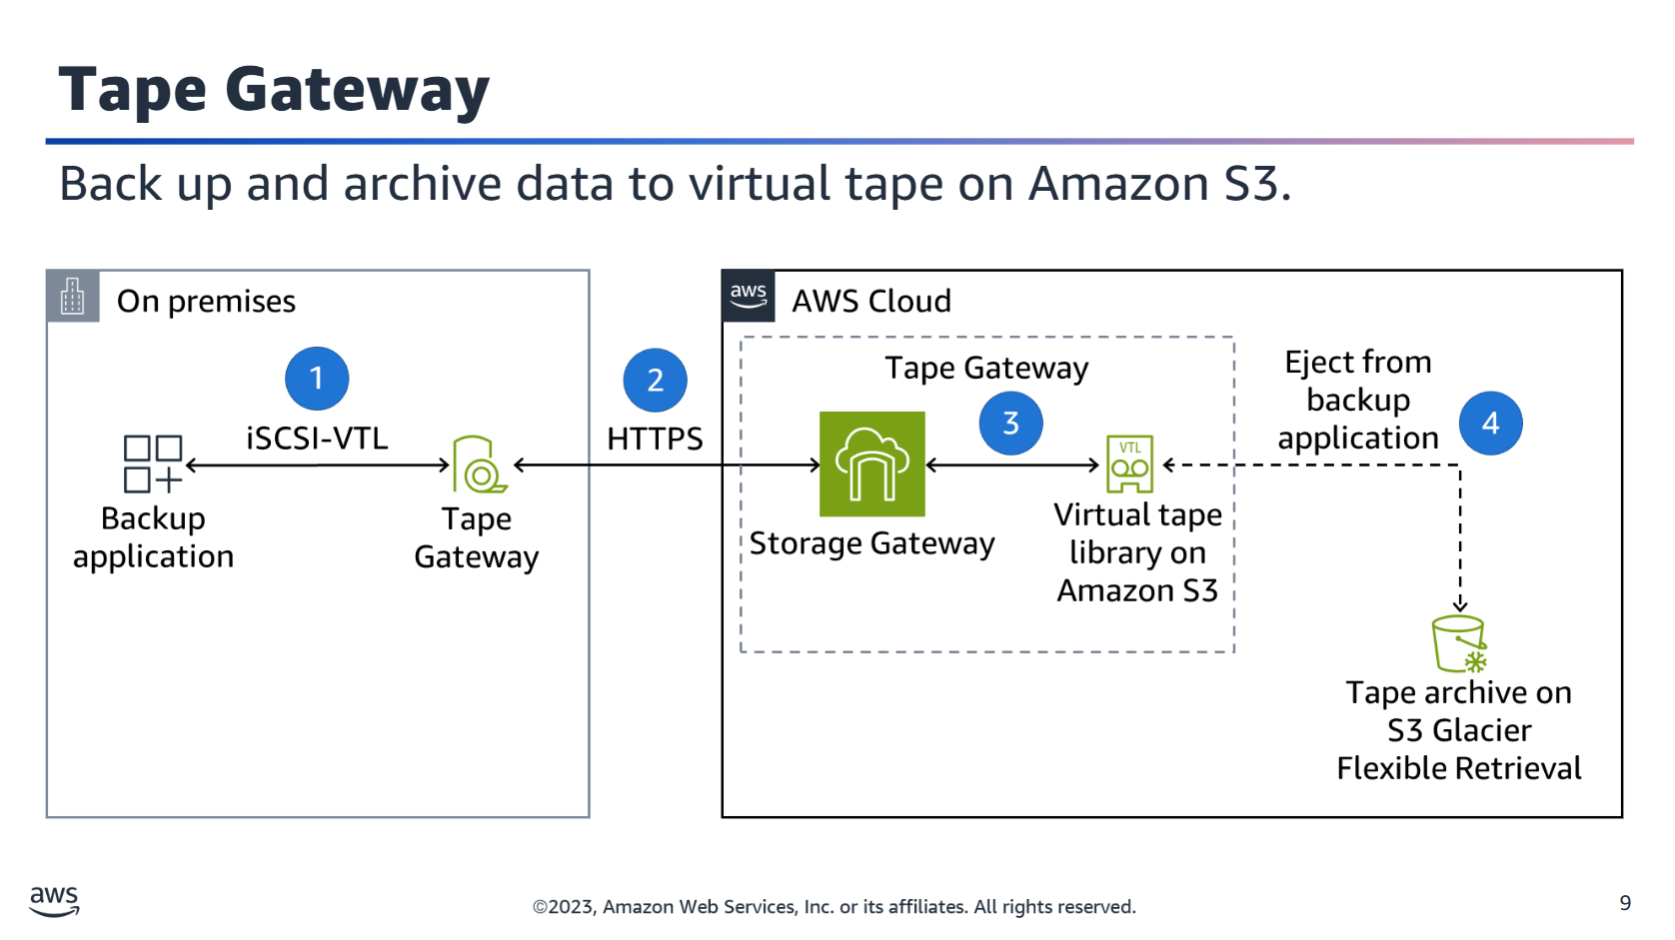 Tape Gateway
Back up and archive data to virtual tape on Amazon S3.
On premises
1
iSCSI-VTL
Backup
application
Tape
Gateway
2
HTTPS
aws
AWS Cloud
Tape Gateway
3
Storage Gateway
VTL
Virtual tape
library on
Amazon S3
Eject from
backup
application
4
Tape archive on
S3 Glacier
Flexible Retrieval
aws
©2023, Amazon Web Services, Inc. or its affiliates. All rights reserved.
9